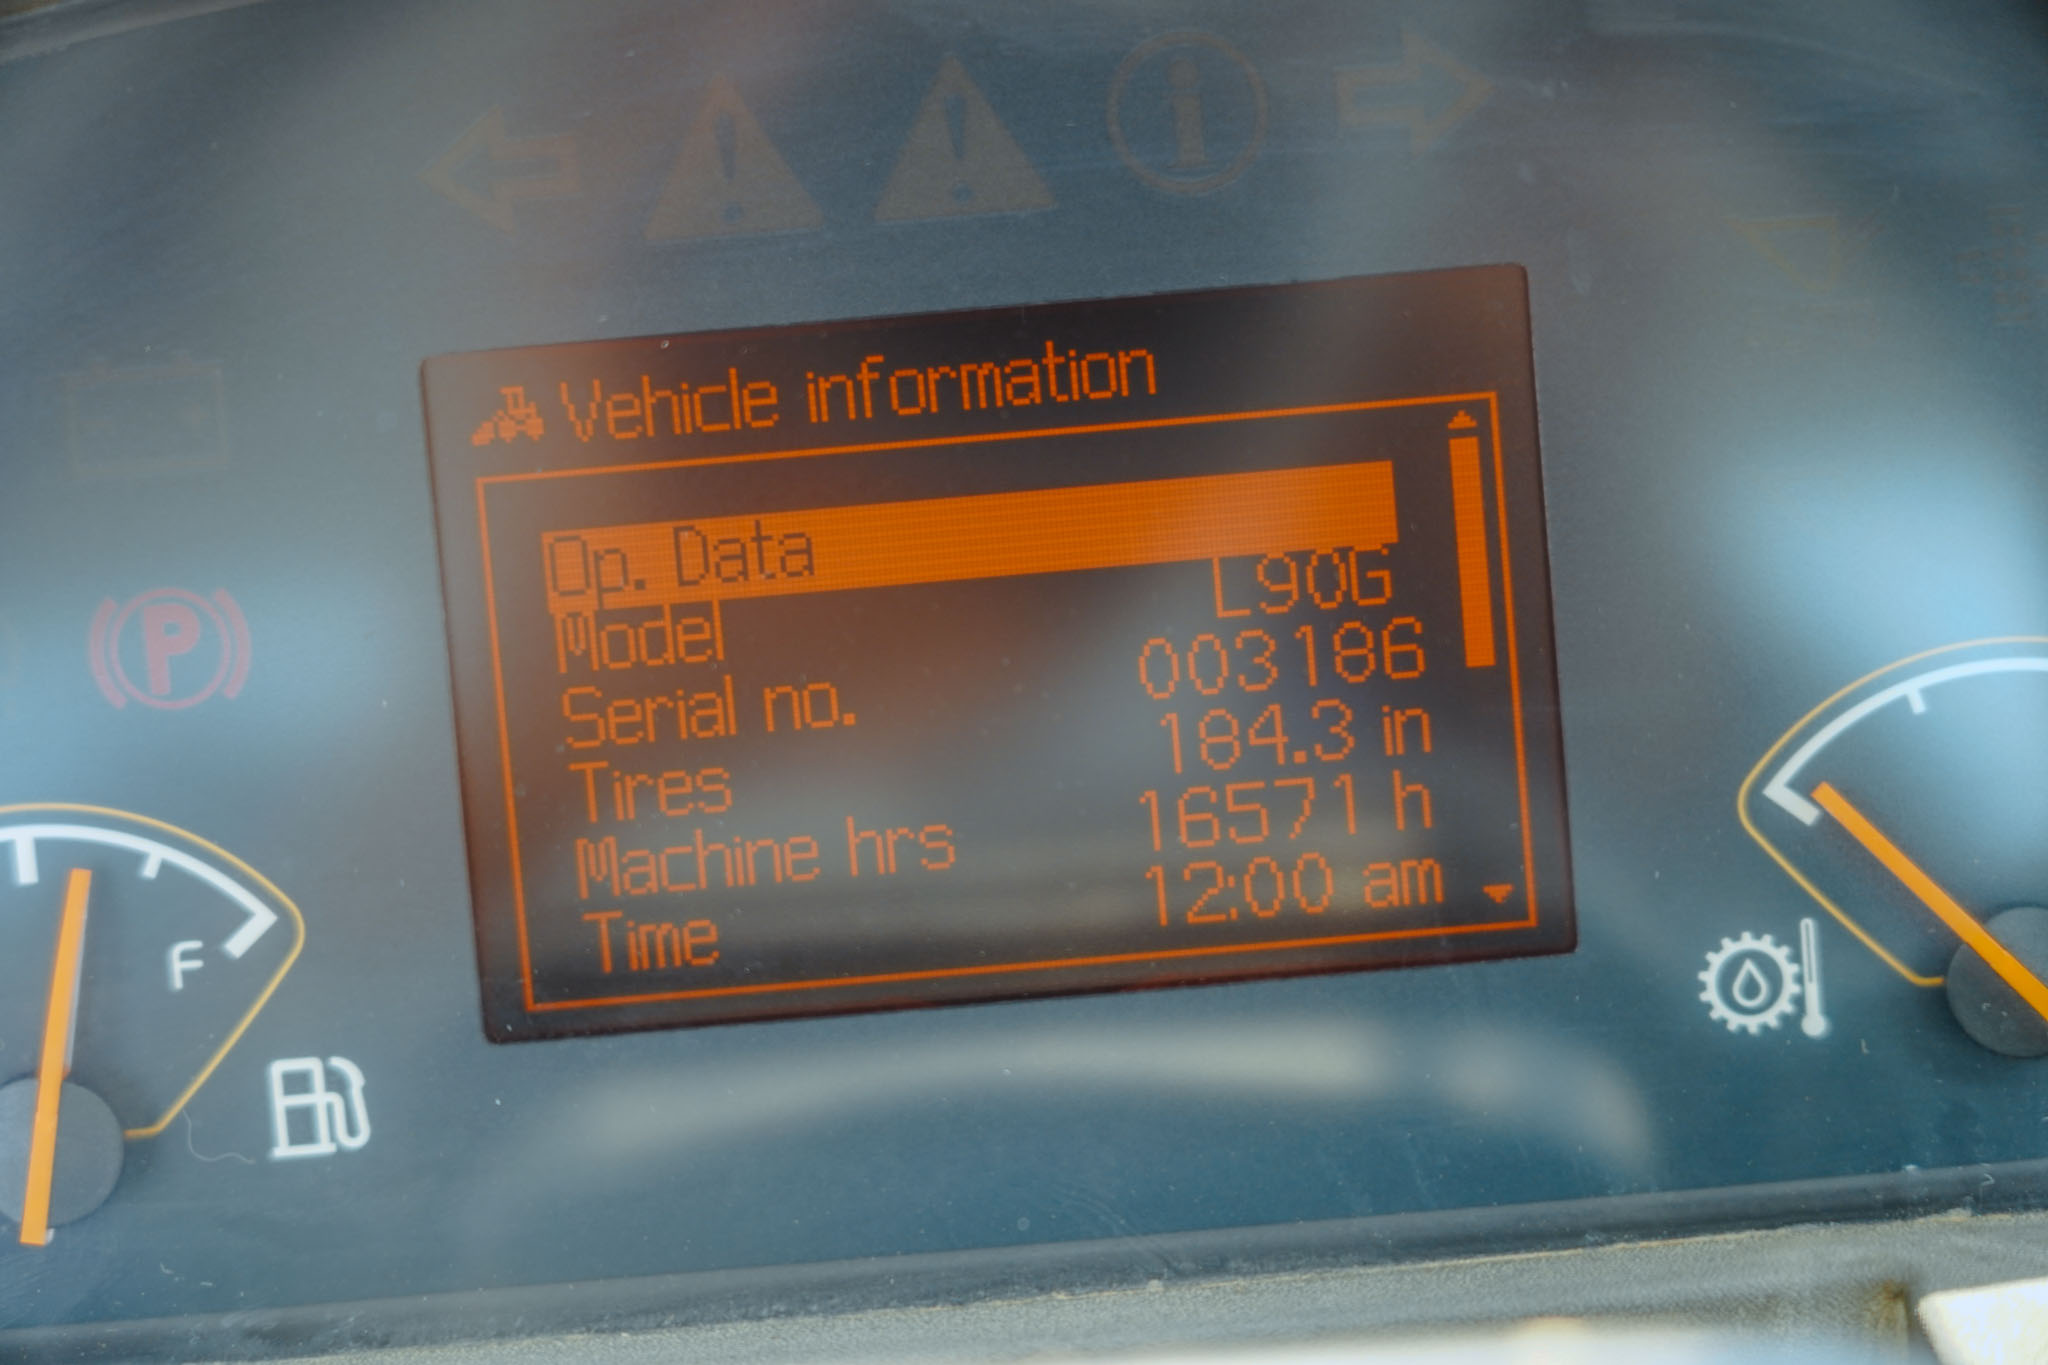 Vehicle information
Op. Data
Model L90G
Serial no. 003186
Tires 184.3 in
Machine hrs 16571 h
Time 12:00 am
P
F